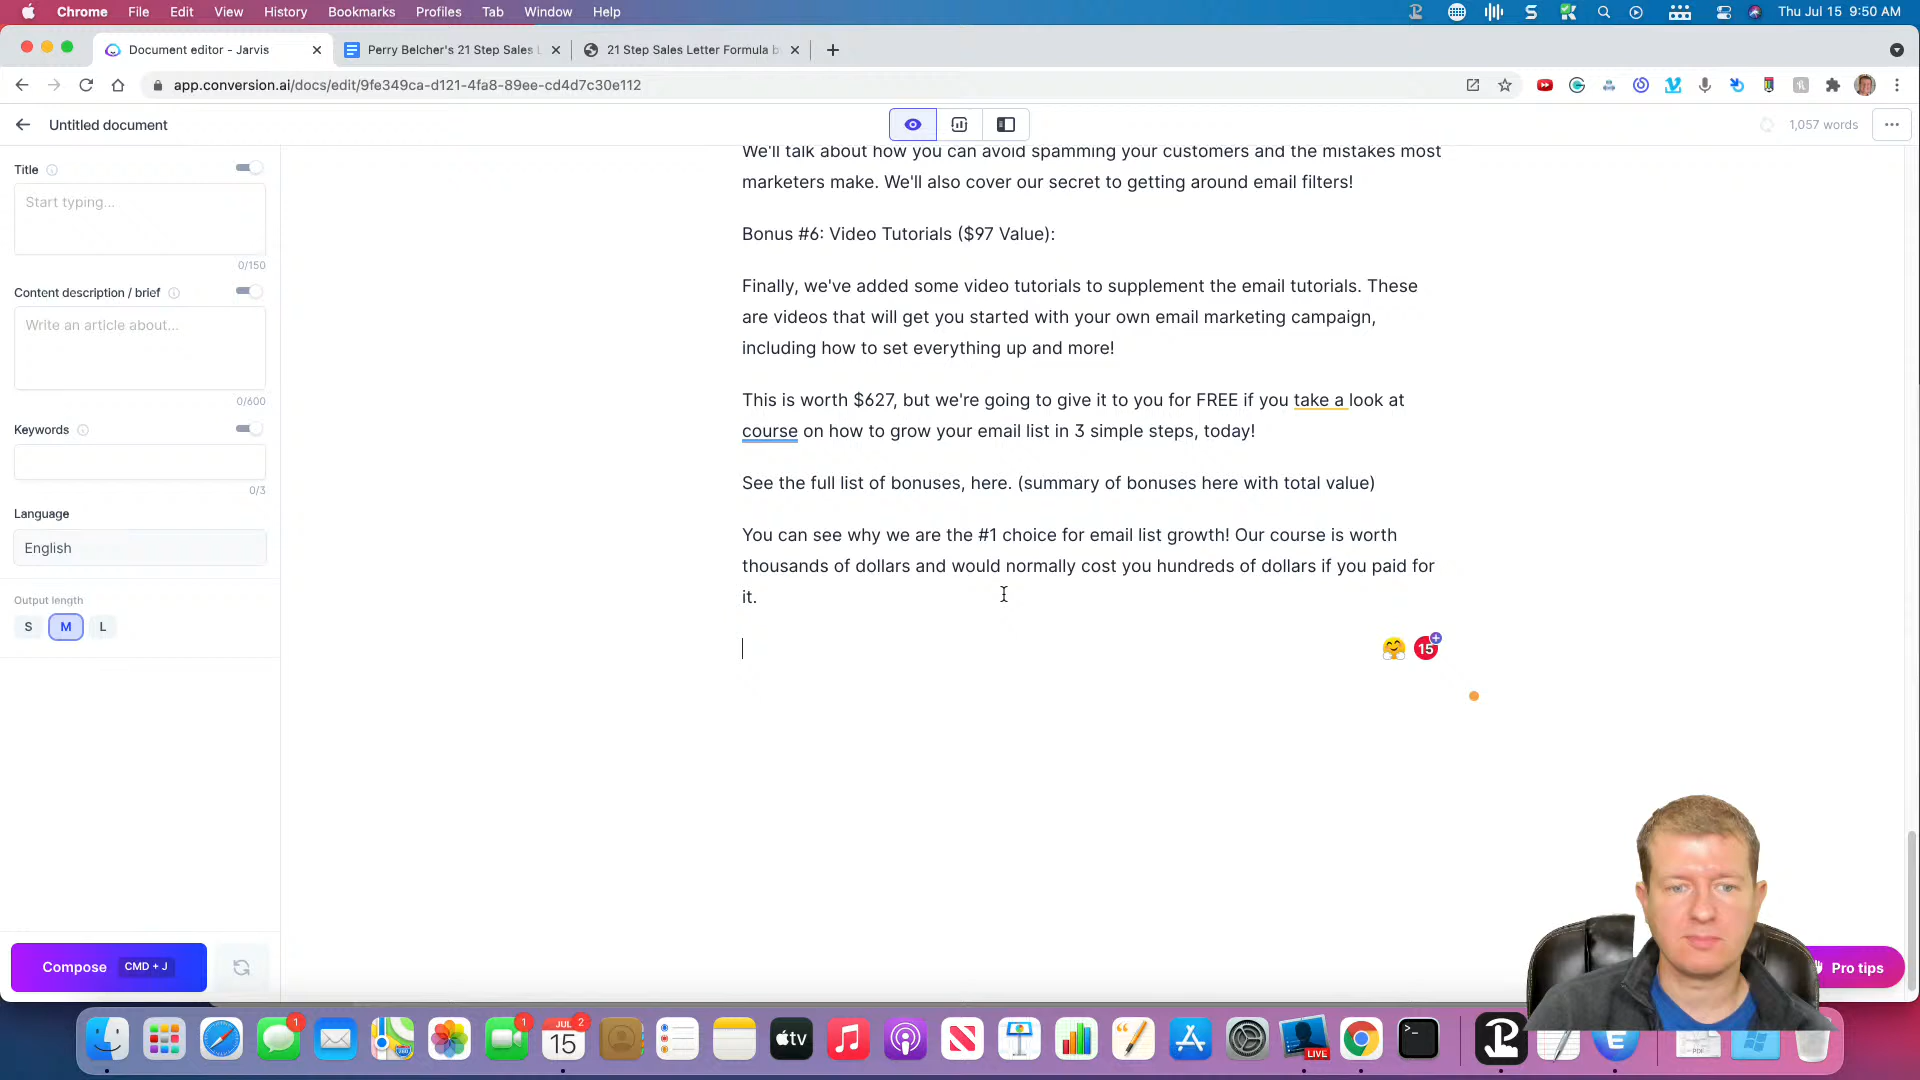 Chrome File Edit View History Bookmarks Profiles Tab Window Help
Thu Jul 15 9:50 AM
Document editor - Jarvis
Perry Belcher's 21 Step Sales L
21 Step Sales Letter Formula b
app.conversion.ai/docs/edit/9fe349ca-d121-4fa8-89ee-cd4d7c30e112
Untitled document
1,057 words
Title
Start typing...
0/150
Content description / brief
Write an article about...
0/600
Keywords
0/3
Language
English
Output length
S M L
Compose CMD + J
We'll talk about how you can avoid spamming your customers and the mistakes most
marketers make. We'll also cover our secret to getting around email filters!
Bonus #6: Video Tutorials ($97 Value):
Finally, we've added some video tutorials to supplement the email tutorials. These
are videos that will get you started with your own email marketing campaign,
including how to set everything up and more!
This is worth $627, but we're going to give it to you for FREE if you take a look at
course on how to grow your email list in 3 simple steps, today!
See the full list of bonuses, here. (summary of bonuses here with total value)
You can see why we are the #1 choice for email list growth! Our course is worth
thousands of dollars and would normally cost you hundreds of dollars if you paid for
it.
15
Pro tips
1
1
JUL 2
15
tv
LIVE
PDF